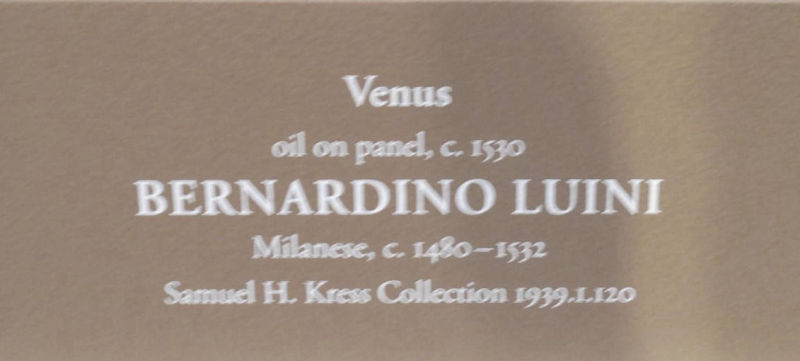 Venus
oil on panel, c. 1530
BERNARDINO LUINI
Milanese, c. 1480–1532
Samuel H. Kress Collection 1939.1.120